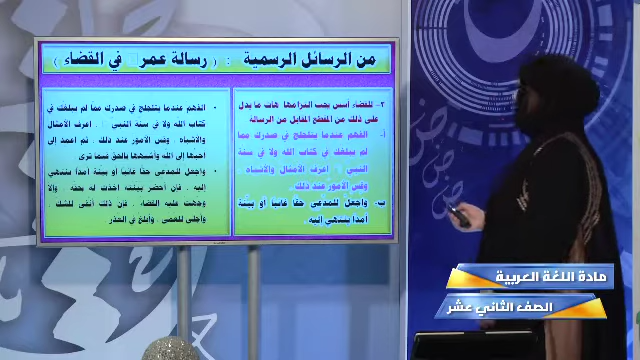 من الرسائل الرسمية : ( رسالة عمر في القضاء )
٣- للقضاء أسس يجب التزامها هات ما يدل
على ذلك من المقطع المقابل من الرسالة
أ- الفهم عندما يتلجلج في صدرك مما
لم يبلغك في كتاب الله ولا في سنة
النبي ، اعرف الأمثال والأشباه ،
وقس الأمور عند ذلك .
ب- واجعل للمدعي حقا غائبا أو بينة
أمدا ينتهي إليه .
• الفهم عندما يتلجلج في صدرك مما لم يبلغك في
كتاب الله ولا في سنة النبي ، اعرف الأمثال
والأشباه ، وقس الأمور عند ذلك ، ثم اعمد إلى
أحبها إلى الله وأشبهها بالحق فيما ترى
• واجعل للمدعي حقا غائبا أو بينة أمدا ينتهي
إليه . فإن أحضر بينته أخذت له بحقه ، وإلا
وجهت عليه القضاء ، فإن ذلك أنفى للشك ،
وأجلى للعمى ، وأبلغ في العذر
مادة اللغة العربية
الصف الثاني عشر